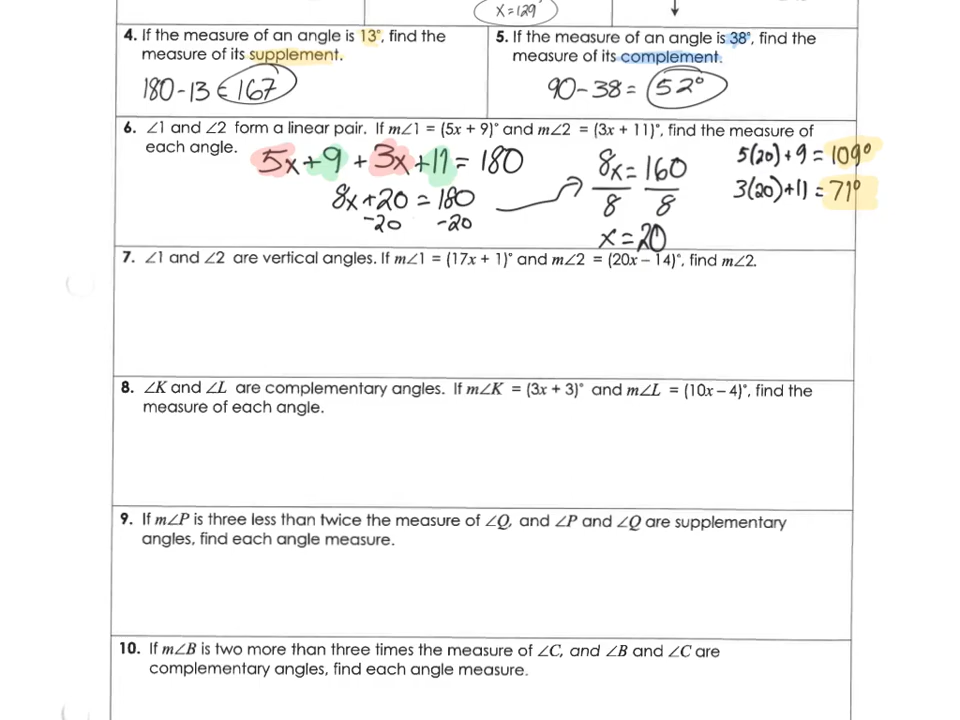 x=129°
4. If the measure of an angle is 13°, find the
measure of its supplement.
180-13 = 167
5. If the measure of an angle is 38°, find the
measure of its complement.
90-38= 52°
6. ∠1 and ∠2 form a linear pair. If m∠1 = (5x + 9)° and m∠2 = (3x + 11)°, find the measure of
each angle.
5x+9+3x+11=180
8x+20=180
-20 -20
8x=160
8 8
x=20
5(20)+9=109°
3(20)+11=71°
7. ∠1 and ∠2 are vertical angles. If m∠1 = (17x + 1)° and m∠2 = (20x – 14)°, find m∠2.
8. ∠K and ∠L are complementary angles. If m∠K = (3x + 3)° and m∠L = (10x – 4)°, find the
measure of each angle.
9. If m∠P is three less than twice the measure of ∠Q, and ∠P and ∠Q are supplementary
angles, find each angle measure.
10. If m∠B is two more than three times the measure of ∠C, and ∠B and ∠C are
complementary angles, find each angle measure.